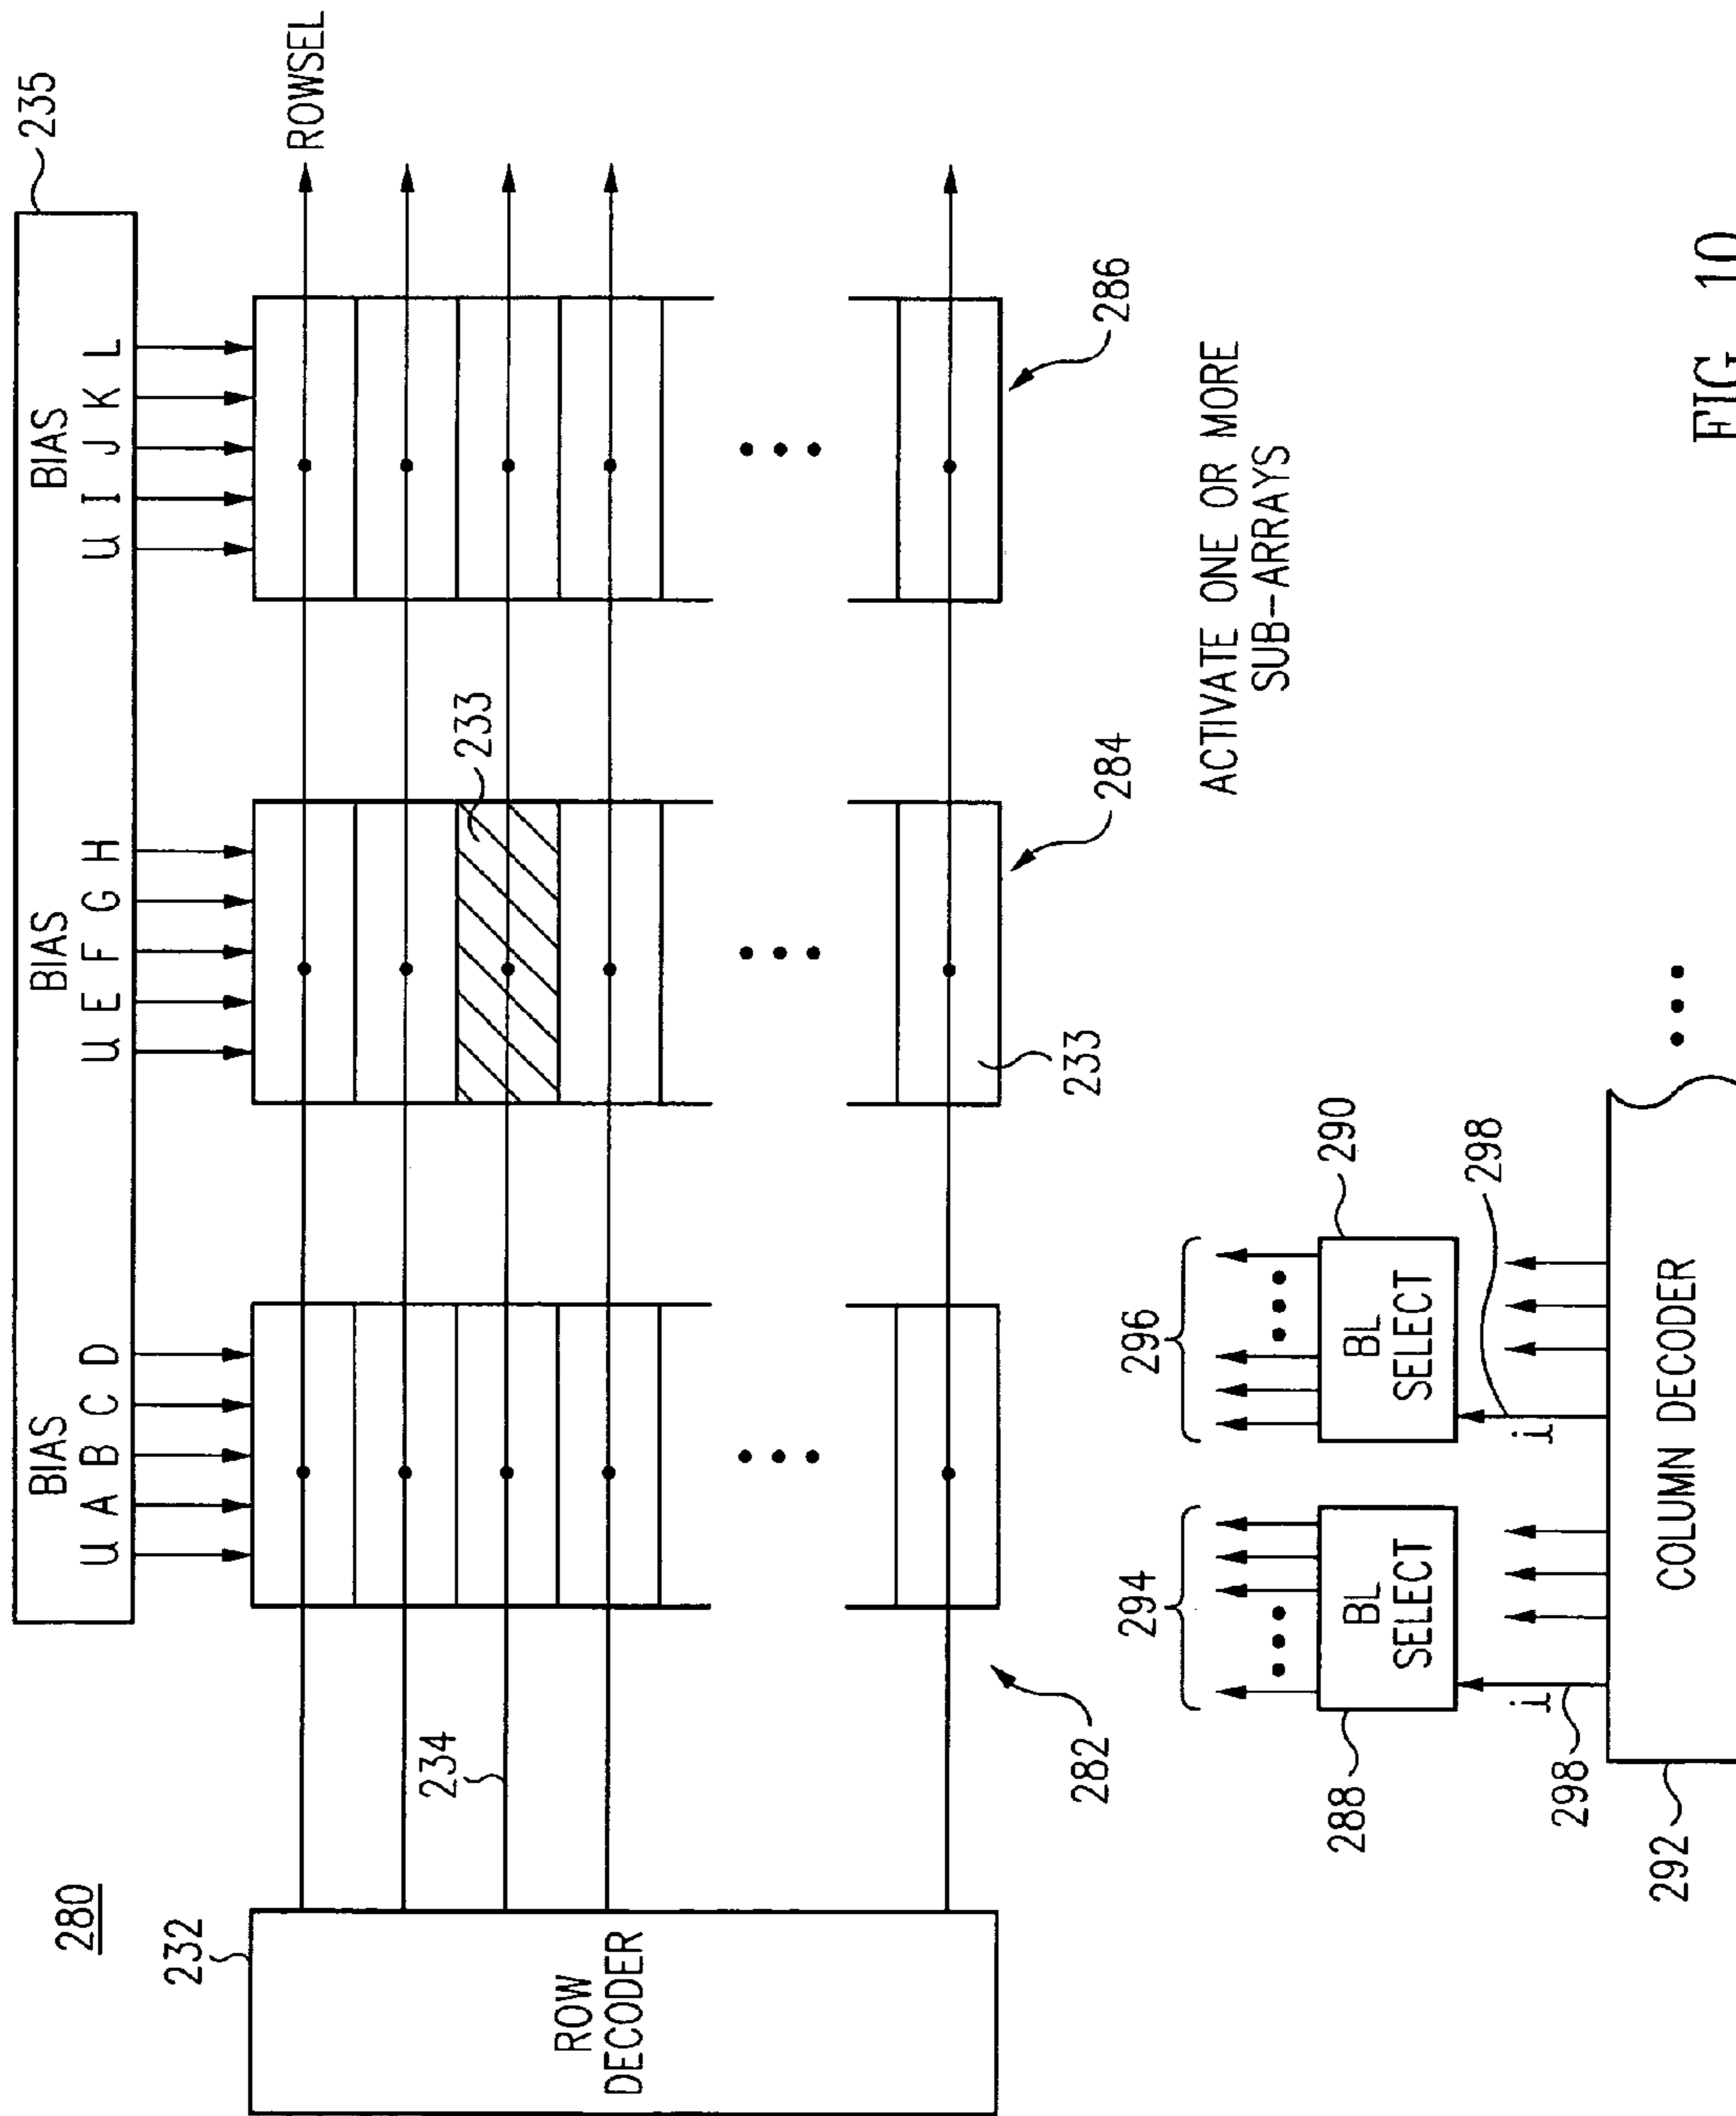 280
235
BIAS
BIAS
BIAS
U A B C D
U E F G H
U I J K L
ROWSEL
232
ROW
DECODER
234
233
233
282
284
286
ACTIVATE ONE OR MORE
SUB-ARRAYS
294
296
288
BL
SELECT
BL
SELECT
290
i
298
i
298
292
COLUMN DECODER
FIG. 10